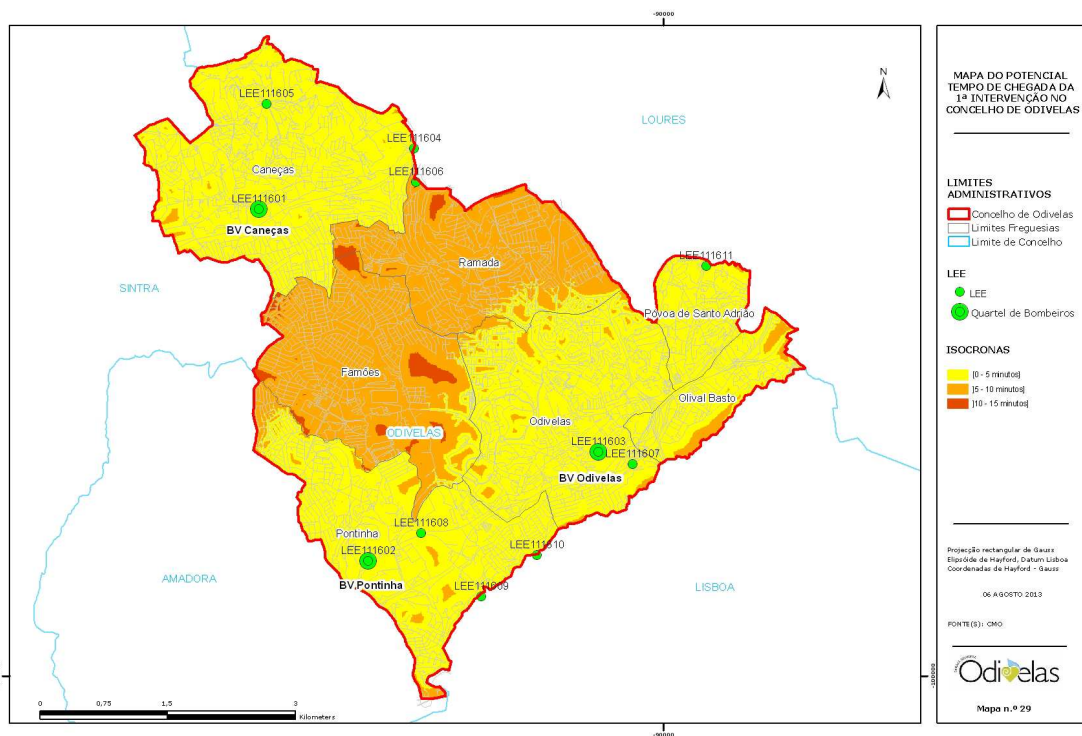 -90000
N
LOURES
SINTRA
AMADORA
LISBOA
ODIVELAS
LEE111605
LEE111604
Caneças
LEE111606
LEE111601
BV Caneças
Ramada
LEE111611
Póvoa de Santo Adrião
Famões
Olival Basto
Odivelas
LEE111603
LEE111607
BV Odivelas
Pontinha
LEE111608
LEE111602
LEE111610
BV.Pontinha
LEE111609
0 0,75 1,5 3
Kilometers
-100000
-90000
MAPA DO POTENCIAL
TEMPO DE CHEGADA DA
1ª INTERVENÇÃO NO
CONCELHO DE ODIVELAS
LIMITES
ADMINISTRATIVOS
Concelho de Odivelas
Limites Freguesias
Limite de Concelho
LEE
LEE
Quartel de Bombeiros
ISOCRONAS
[0 - 5 minutos]
]5 - 10 minutos]
]10 - 15 minutos]
Projecção rectangular de Gauss
Elipsóide de Hayford, Datum Lisboa
Coordenadas de Hayford - Gauss
06 AGOSTO 2013
FONTE(S): CMO
Odivelas
Mapa n.º 29